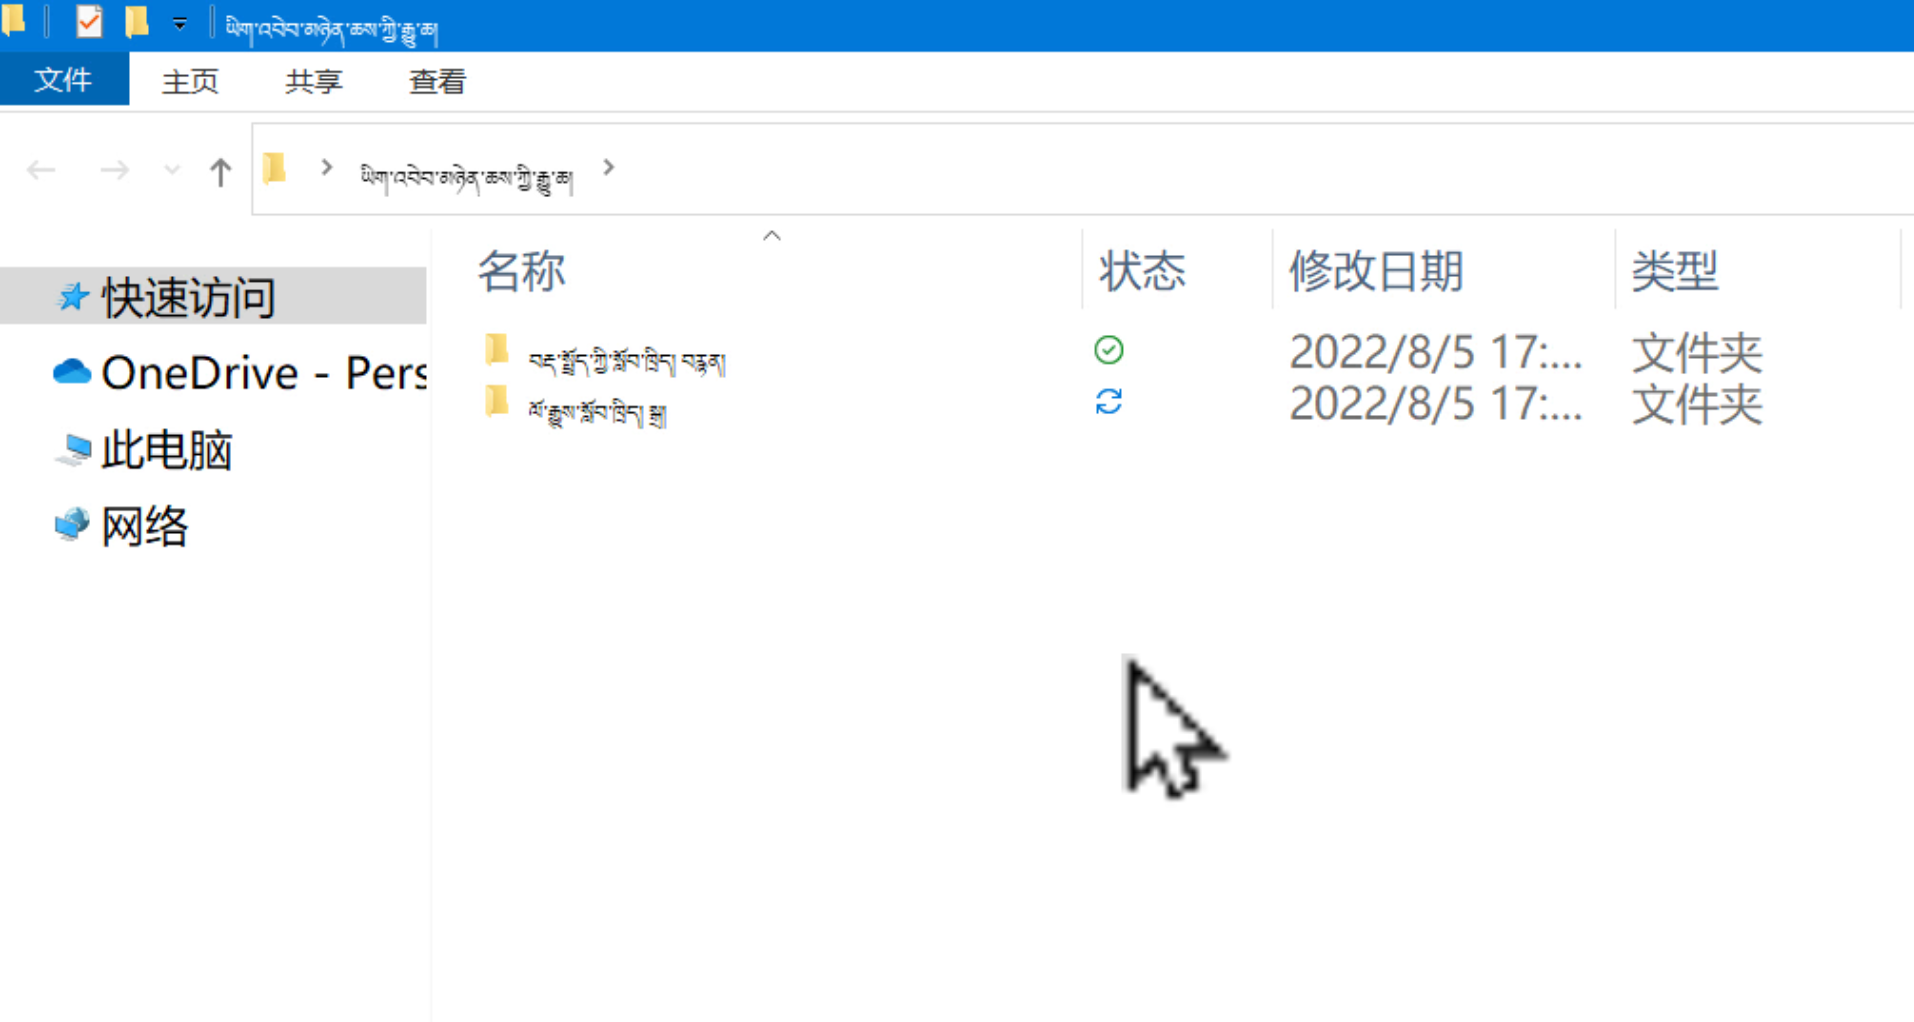 ཡིག་འབེབ་མཉེན་ཆས་ཀྱི་རྒྱུ་ཆ།
文件 主页 共享 查看
ཡིག་འབེབ་མཉེན་ཆས་ཀྱི་རྒྱུ་ཆ།
名称 状态 修改日期 类型
快速访问
བརྡ་སྤྲོད་ཀྱི་སློབ་ཁྲིད། བརྙན། 2022/8/5 17:... 文件夹
OneDrive - Pers
ལོ་རྒྱུས་སློབ་ཁྲིད། སྒྲ། 2022/8/5 17:... 文件夹
此电脑
网络